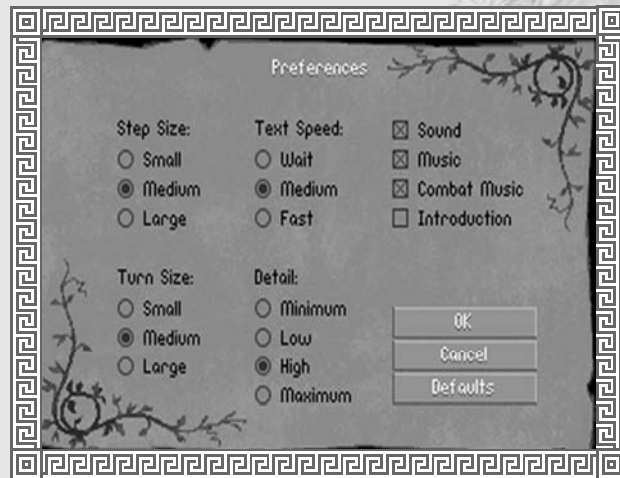 Preferences
Step Size:
Small
Medium
Large
Text Speed:
Wait
Medium
Fast
Sound
Music
Combat Music
Introduction
Turn Size:
Small
Medium
Large
Detail:
Minimum
Low
High
Maximum
OK
Cancel
Defaults